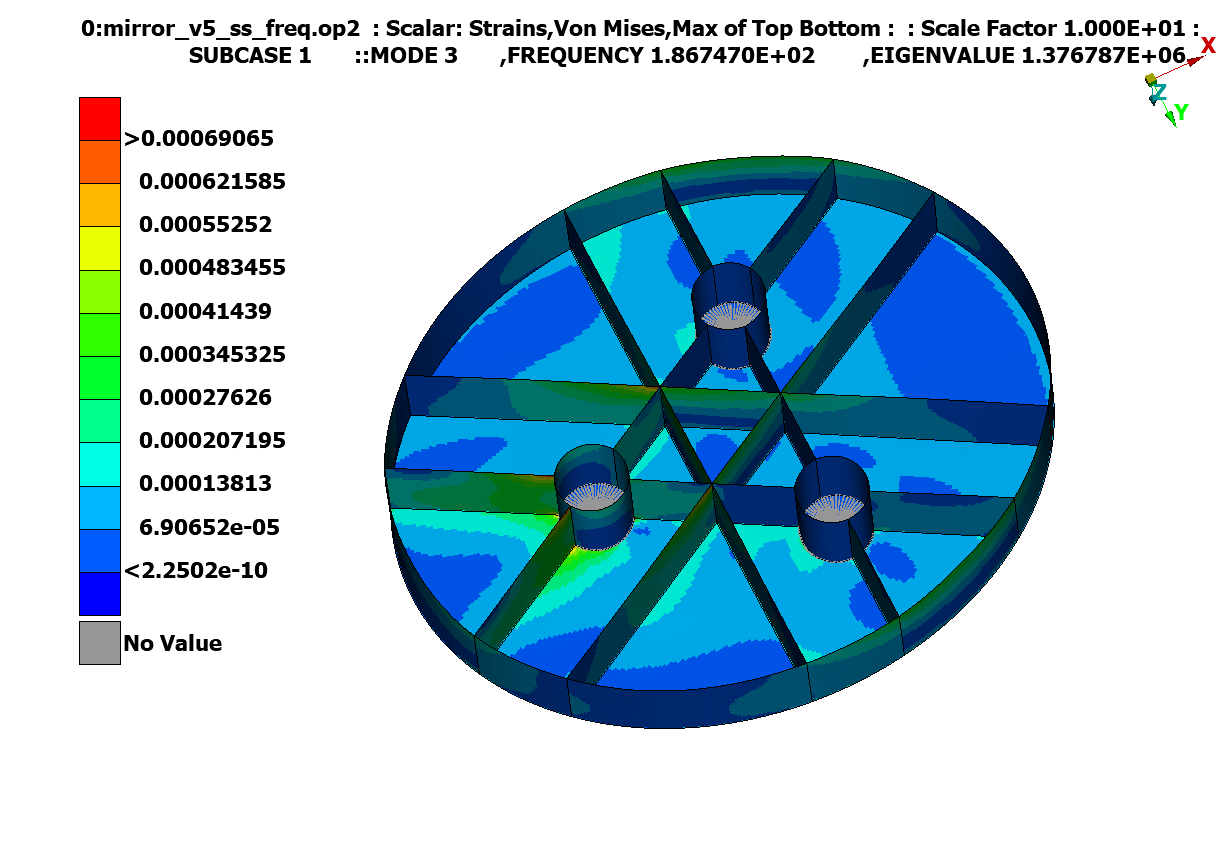 0:mirror_v5_ss_freq.op2 : Scalar: Strains,Von Mises,Max of Top Bottom : : Scale Factor 1.000E+01 :
SUBCASE 1 ::MODE 3 ,FREQUENCY 1.867470E+02 ,EIGENVALUE 1.376787E+06
X
Z
Y
>0.00069065
0.000621585
0.00055252
0.000483455
0.00041439
0.000345325
0.00027626
0.000207195
0.00013813
6.90652e-05
<2.2502e-10
No Value